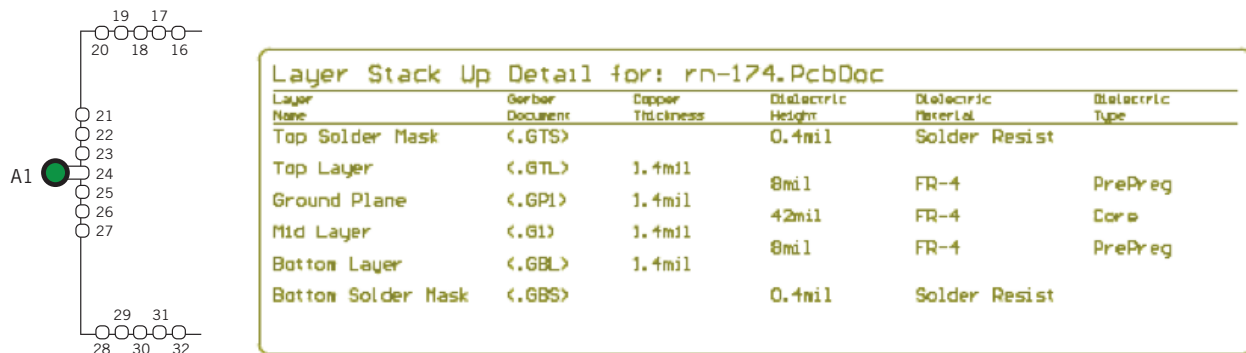 19 17
20 18 16
21
22
23
A1 24
25
26
27
29 31
28 30 32
Layer Stack Up Detail for: rn-174.PcbDoc
Layer Name Gerber Document Copper Thickness Dielectric Height Dielectric Material Dielectric Type
Top Solder Mask <.GTS> 0.4mil Solder Resist
Top Layer <.GTL> 1.4mil
8mil FR-4 PrePreg
Ground Plane <.GP1> 1.4mil
42mil FR-4 Core
Mid Layer <.G1> 1.4mil
8mil FR-4 PrePreg
Bottom Layer <.GBL> 1.4mil
Bottom Solder Mask <.GBS> 0.4mil Solder Resist